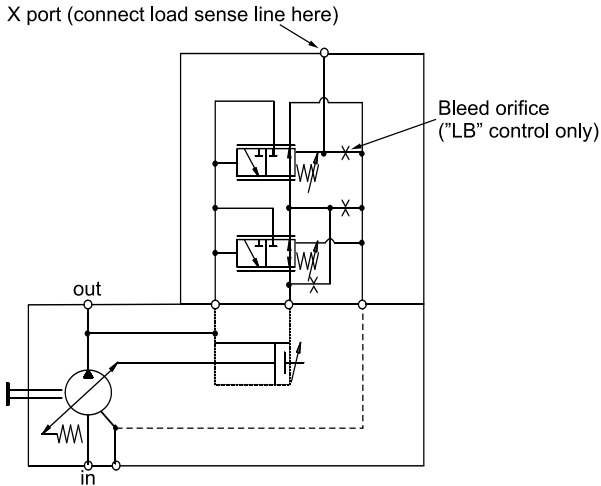 X port (connect load sense line here)
Bleed orifice
("LB" control only)
out
in